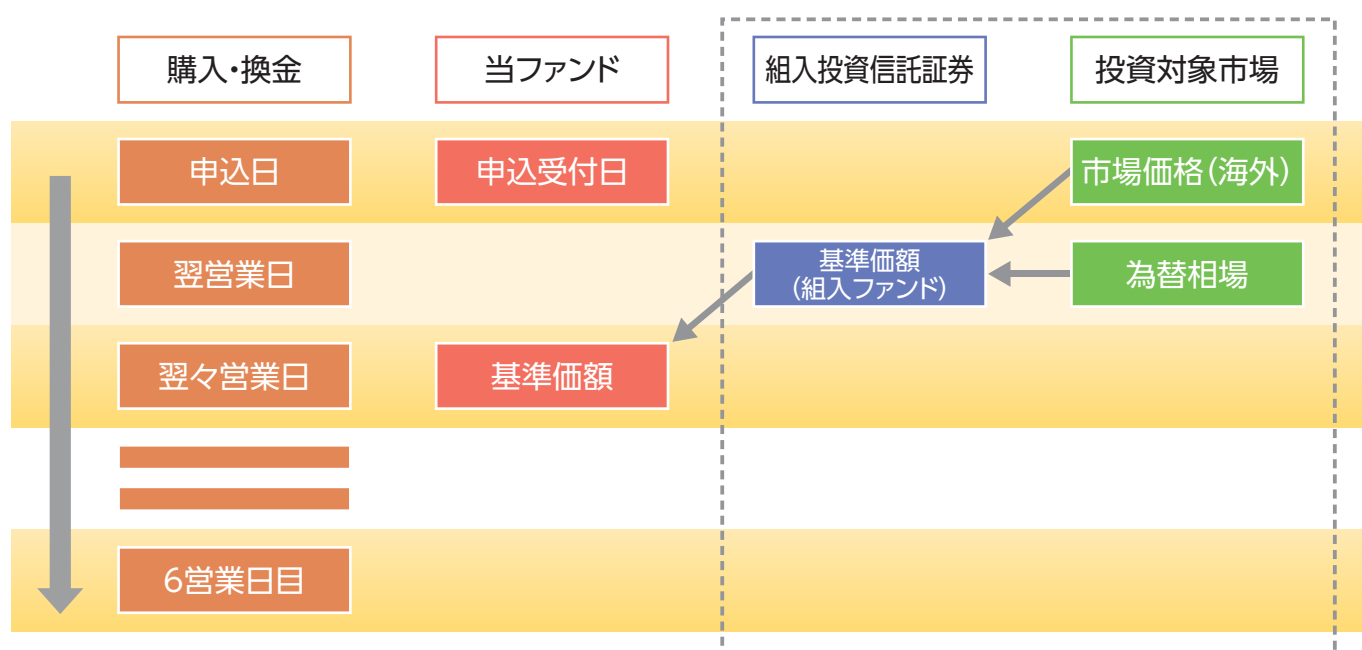 購入・換金
当ファンド
組入投資信託証券
投資対象市場
申込日
申込受付日
市場価格(海外)
翌営業日
基準価額
(組入ファンド)
為替相場
翌々営業日
基準価額
6営業日目